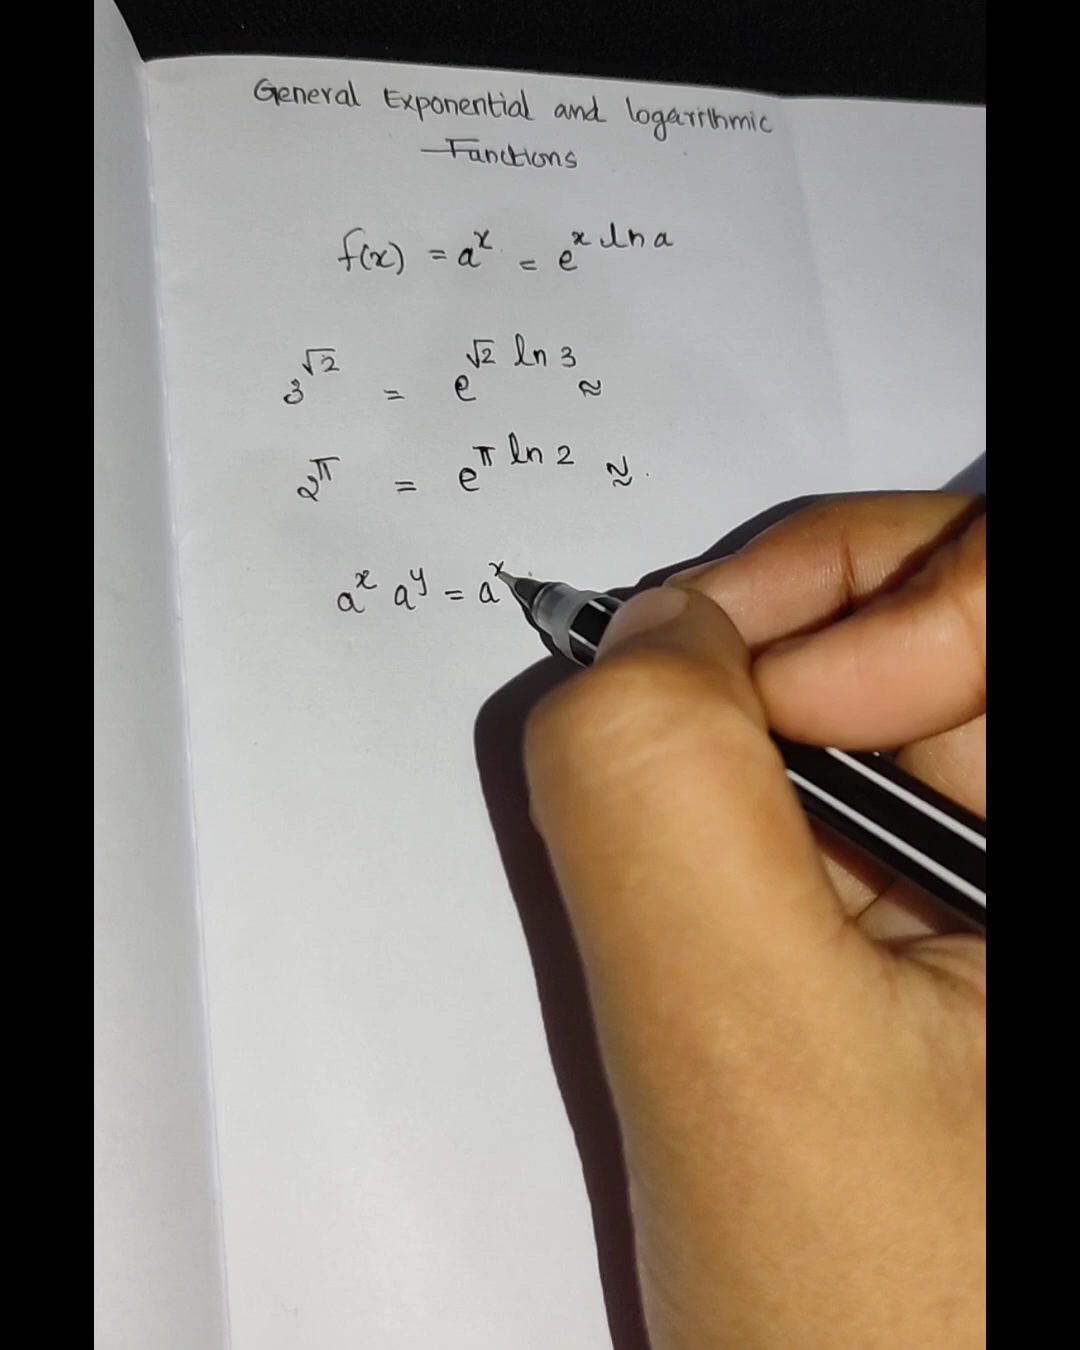 General Exponential and logarithmic
Functions
f(x) = a^x = e^{x ln a}
3^{√2} = e^{√2 ln 3} ≈
2^π = e^{π ln 2} ≈
a^x a^y = a^x